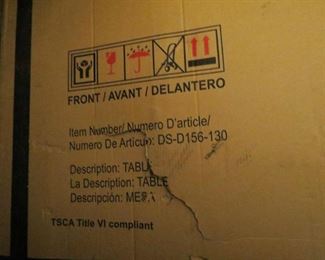 FRONT / AVANT / DELANTERO
Item Number/ Numero D'article/
Numero De Articulo: DS-D156-130
Description: TABLE
La Description: TABLE
Descripción: MESA
TSCA Title VI compliant